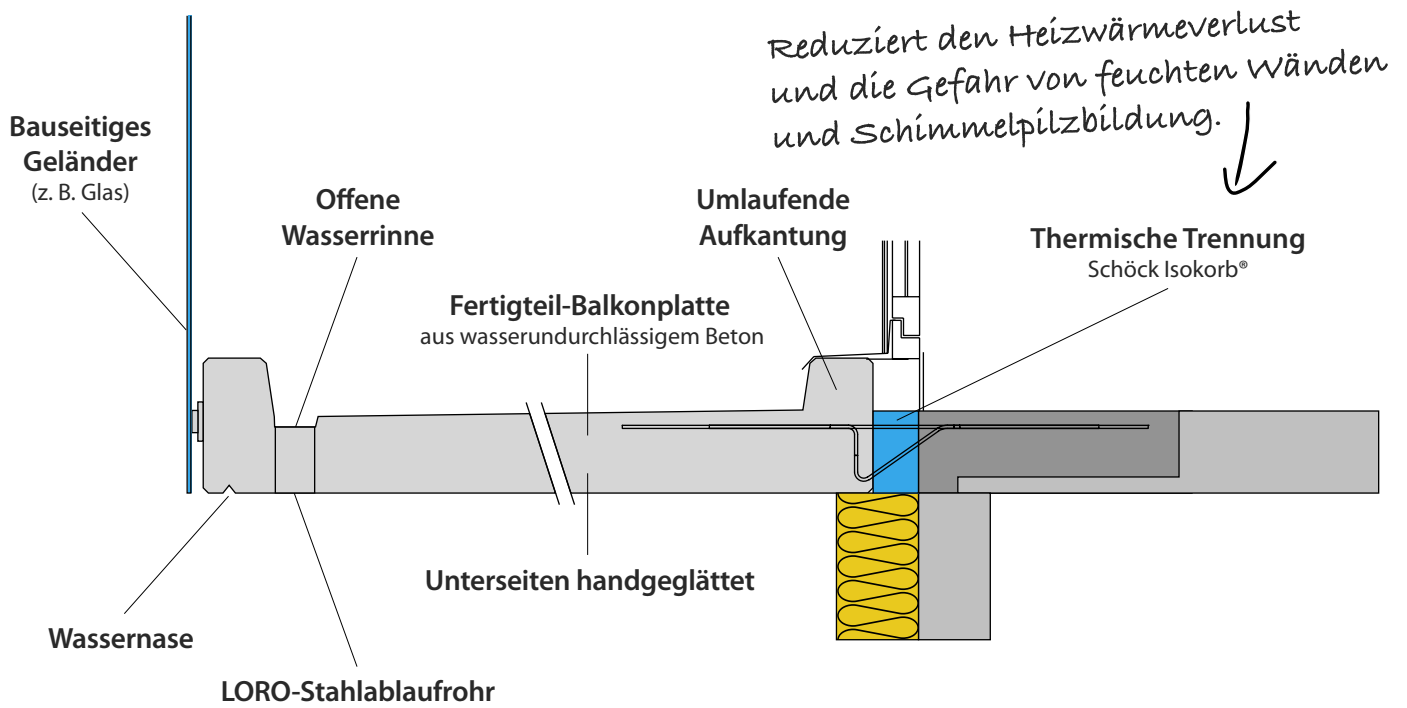 Reduziert den Heizwärmeverlust
und die Gefahr von feuchten Wänden
und Schimmelpilzbildung.
Bauseitiges
Geländer
(z. B. Glas)
Offene
Wasserrinne
Umlaufende
Aufkantung
Thermische Trennung
Schöck Isokorb®
Fertigteil-Balkonplatte
aus wasserundurchlässigem Beton
Unterseiten handgeglättet
Wassernase
LORO-Stahlablaufrohr